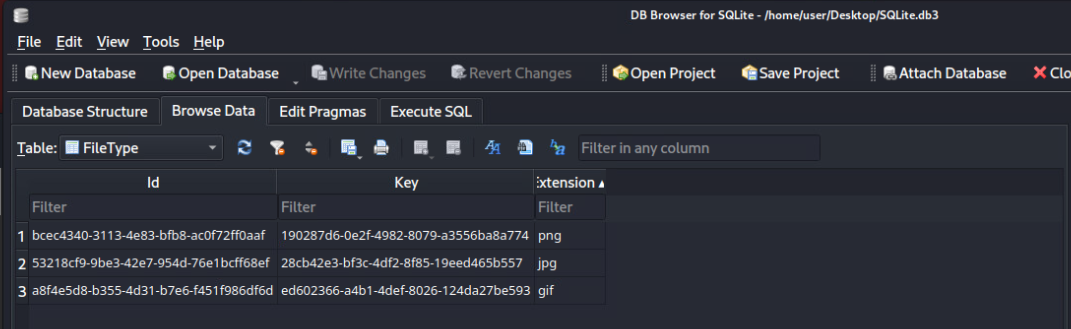 DB Browser for SQLite - /home/user/Desktop/SQLite.db3
File Edit View Tools Help
New Database Open Database Write Changes Revert Changes Open Project Save Project Attach Database Clo
Database Structure Browse Data Edit Pragmas Execute SQL
Table: FileType Filter in any column
Id Key Extension
Filter Filter Filter
1 bcec4340-3113-4e83-bfb8-ac0f72ff0aaf 190287d6-0e2f-4982-8079-a3556ba8a774 png
2 53218cf9-9be3-42e7-954d-76e1bcff68ef 28cb42e3-bf3c-4df2-8f85-19eed465b557 jpg
3 a8f4e5d8-b355-4d31-b7e6-f451f986df6d ed602366-a4b1-4def-8026-124da27be593 gif